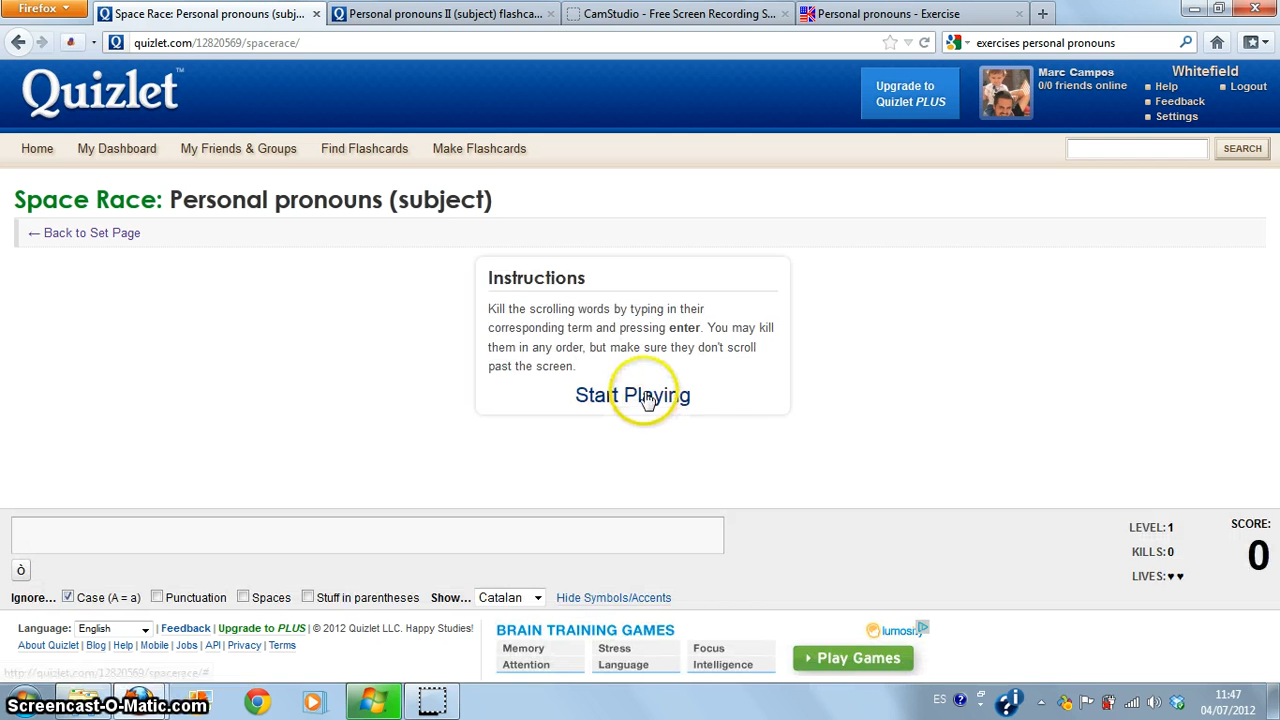 Firefox
Space Race: Personal pronouns (subj...
Personal pronouns II (subject) flashcar...
CamStudio - Free Screen Recording S...
Personal pronouns - Exercise
quizlet.com/12820569/spacerace/
exercises personal pronouns
Quizlet™
Upgrade to
Quizlet PLUS
Marc Campos
0/0 friends online
Whitefield
Help
Logout
Feedback
Settings
Home
My Dashboard
My Friends & Groups
Find Flashcards
Make Flashcards
SEARCH
Space Race: Personal pronouns (subject)
← Back to Set Page
Instructions
Kill the scrolling words by typing in their
corresponding term and pressing enter. You may kill
them in any order, but make sure they don't scroll
past the screen.
Start Playing
LEVEL: 1
KILLS: 0
LIVES: ♥ ♥
SCORE:
0
ò
Ignore... Case (A = a) Punctuation Spaces Stuff in parentheses Show... Catalan Hide Symbols/Accents
Language: English | Feedback | Upgrade to PLUS | © 2012 Quizlet LLC. Happy Studies!
About Quizlet | Blog | Help | Mobile | Jobs | API | Privacy | Terms
BRAIN TRAINING GAMES
Memory
Stress
Focus
Attention
Language
Intelligence
lumosity
Play Games
http://quizlet.com/12820569/spacerace/#
Screencast-O-Matic.com
ES
11:47
04/07/2012